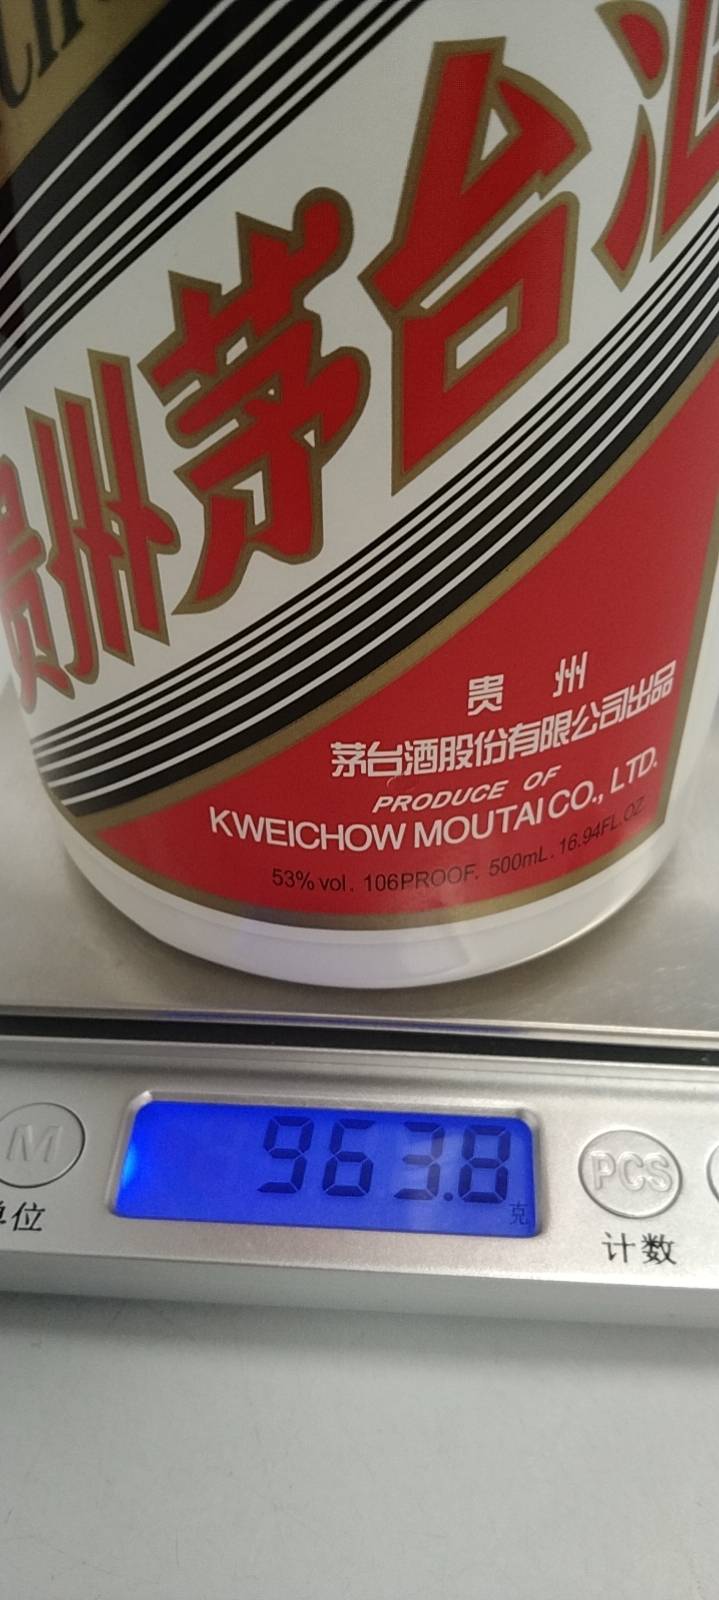 贵州茅台酒
贵 州
茅台酒股份有限公司出品
PRODUCE OF
KWEICHOW MOUTAI CO., LTD.
53% vol. 106PROOF. 500mL. 16.94FL.OZ
M
963.8
克
PCS
单位
计数